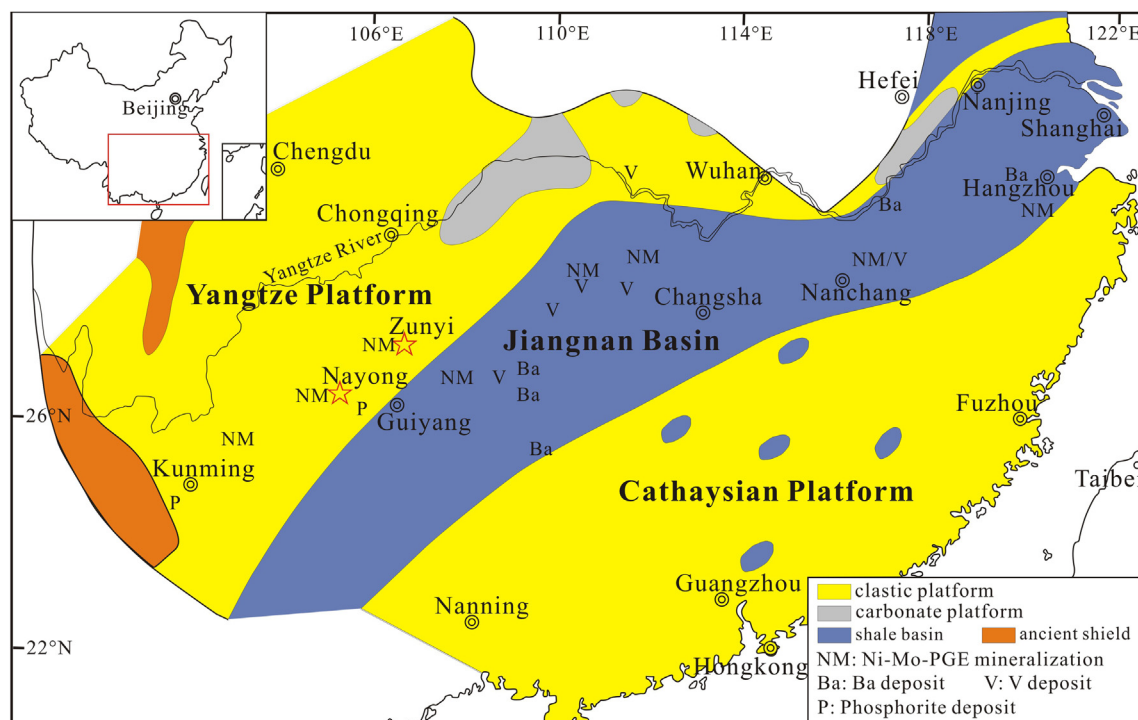 106°E
110°E
114°E
118°E
122°E
Beijing
Hefei
Nanjing
Shanghai
Chengdu
V
Wuhan
Ba
Hangzhou
Ba
NM
Chongqing
Yangtze River
NM
NM
NM/V
V
V
Nanchang
Yangtze Platform
Changsha
V
Zunyi
Jiangnan Basin
NM
Nayong
NM
V
Ba
NM
P
Ba
26°N
Guiyang
Fuzhou
NM
Ba
Kunming
Taibei
P
Cathaysian Platform
Guangzhou
Nanning
22°N
Hongkong
clastic platform
carbonate platform
shale basin
ancient shield
NM: Ni-Mo-PGE mineralization
Ba: Ba deposit
V: V deposit
P: Phosphorite deposit